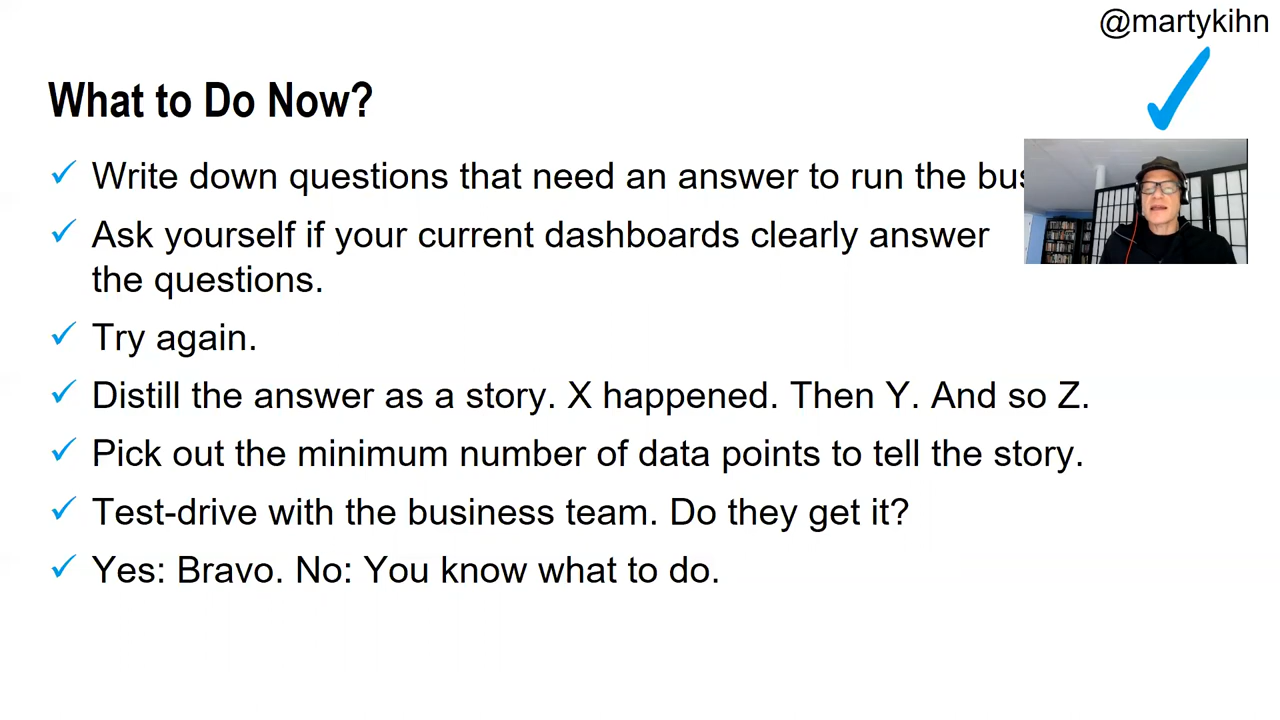 @martykihn
What to Do Now?
Write down questions that need an answer to run the
Ask yourself if your current dashboards clearly answer
the questions.
Try again.
Distill the answer as a story. X happened. Then Y. And so Z.
Pick out the minimum number of data points to tell the story.
Test-drive with the business team. Do they get it?
Yes: Bravo. No: You know what to do.